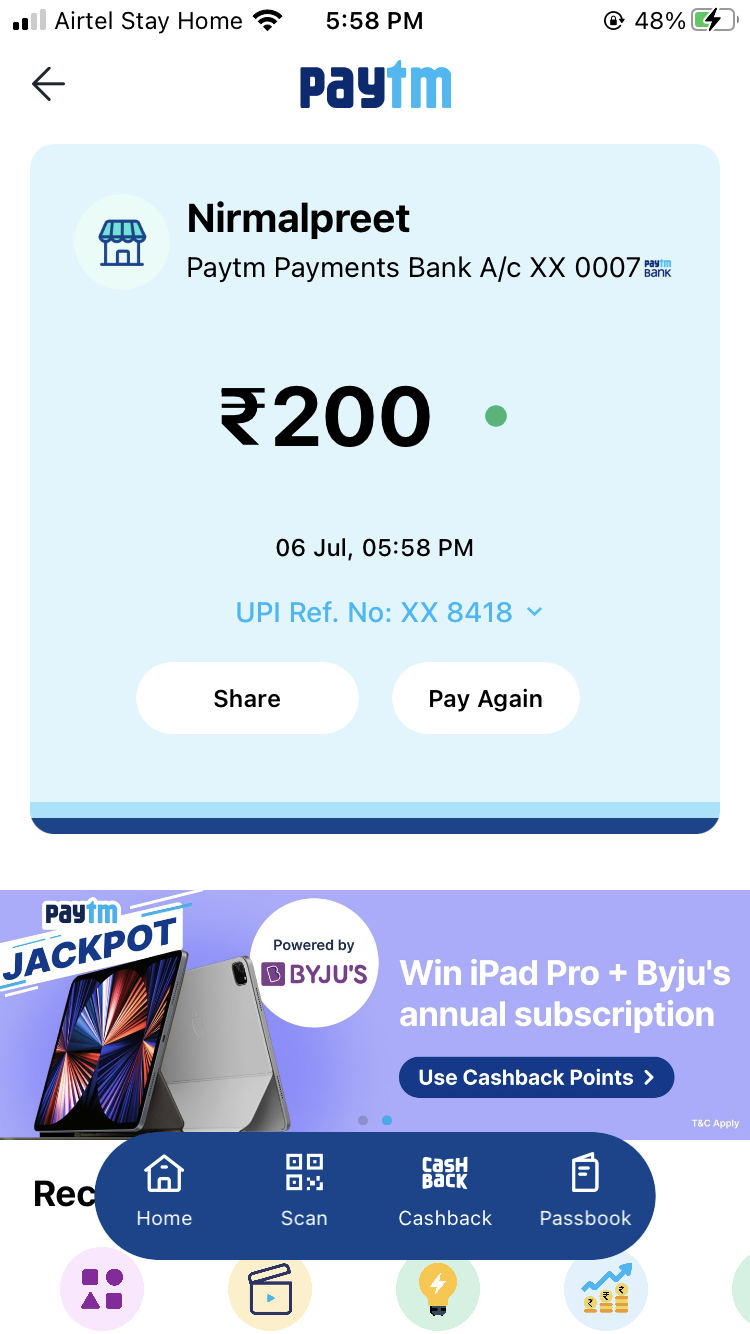 Airtel Stay Home 5:58 PM 48%
paytm
Nirmalpreet
Paytm Payments Bank A/c XX 0007 paytm BANK
₹200
06 Jul, 05:58 PM
UPI Ref. No: XX 8418
Share Pay Again
paytm
JACKPOT
Powered by
BYJU'S
Win iPad Pro + Byju's
annual subscription
Use Cashback Points
T&C Apply
Rec
CASH
BACK
Home Scan Cashback Passbook